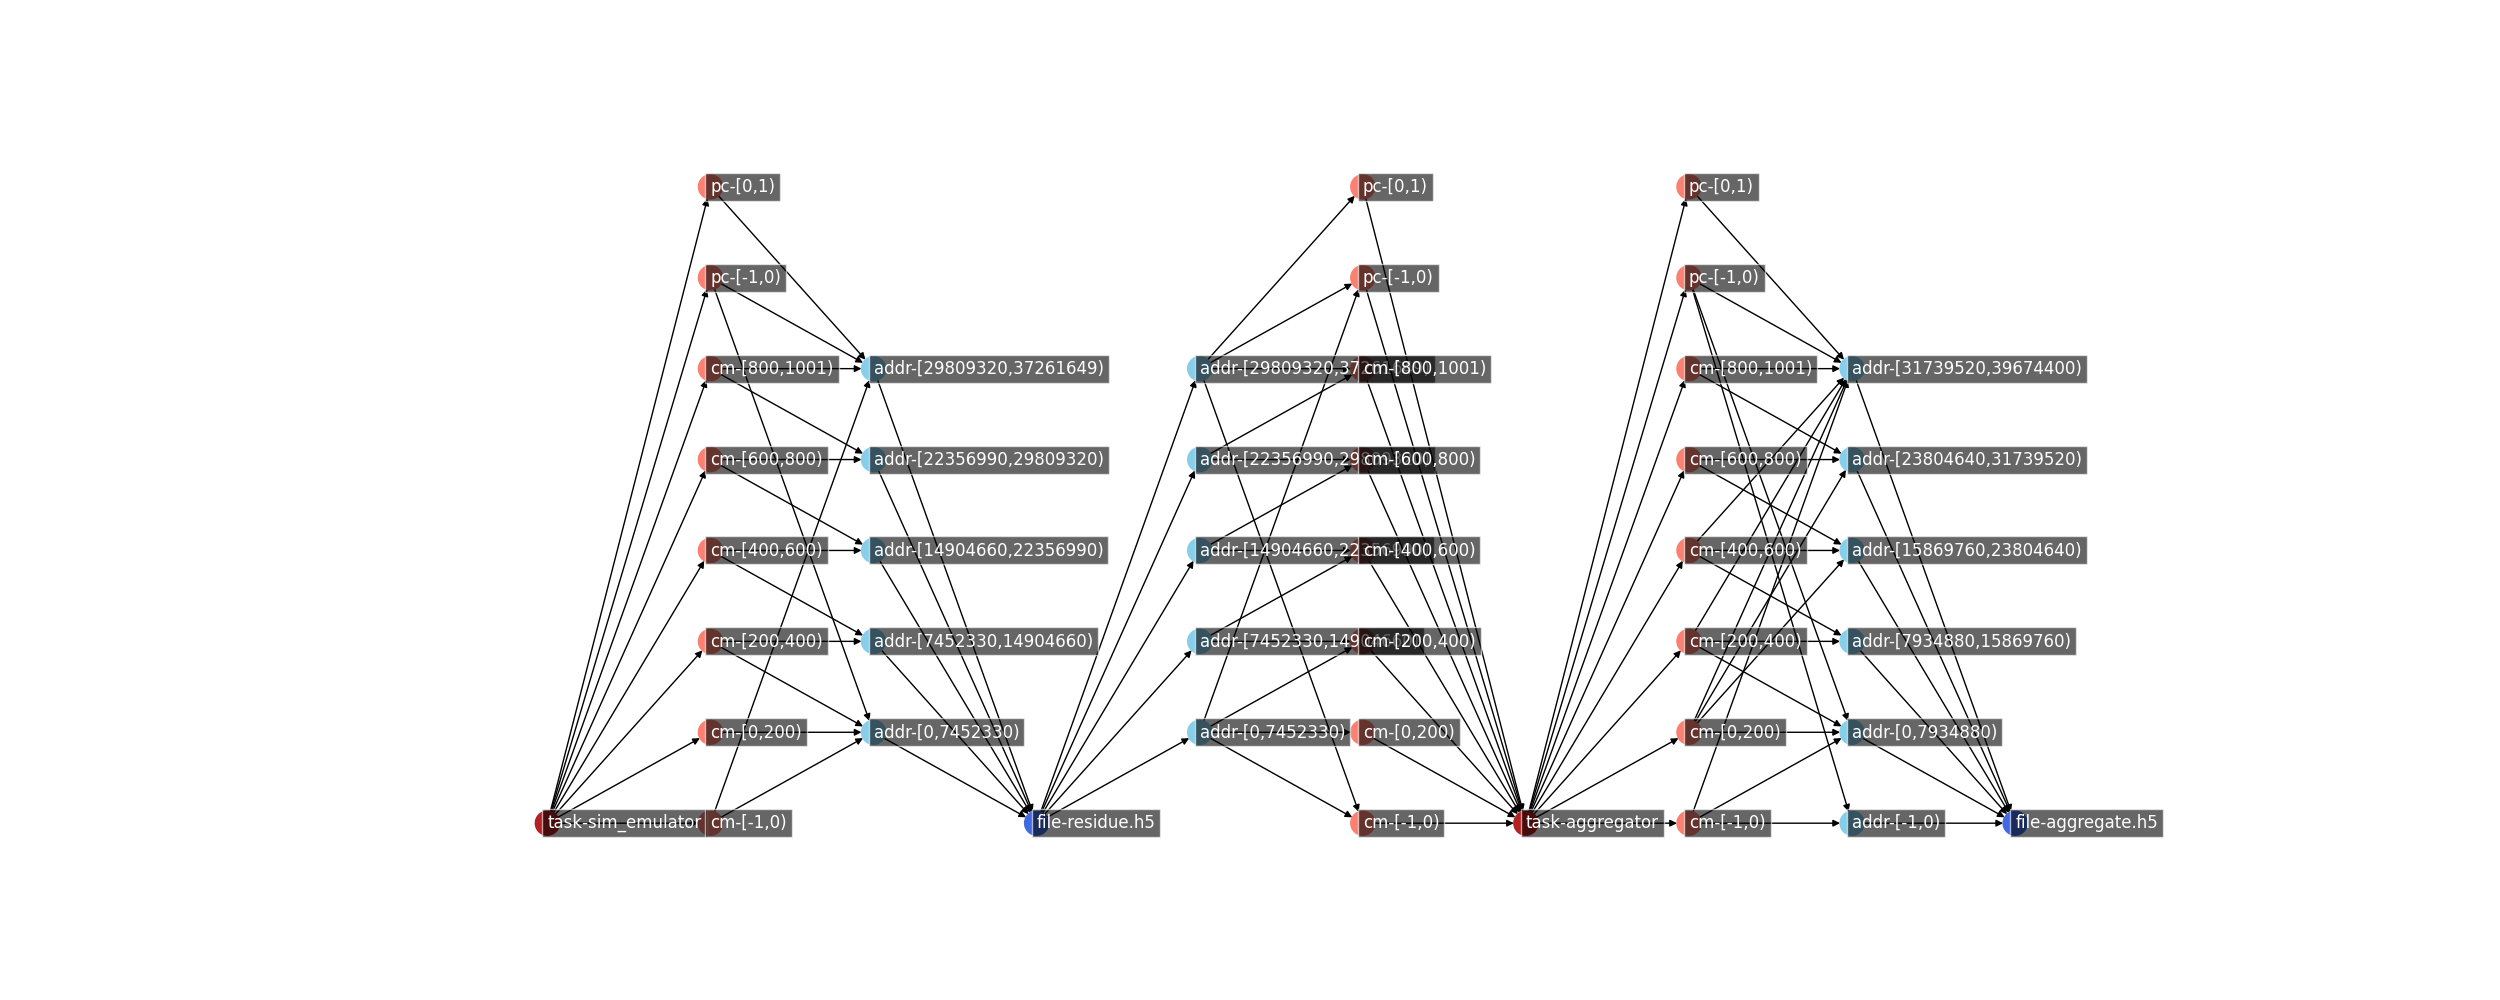 pc-[0,1)
pc-[0,1)
pc-[0,1)
pc-[-1,0)
pc-[-1,0)
pc-[-1,0)
cm-[800,1001)
addr-[29809320,37261649)
addr-[29809320,37
cm-[800,1001)
cm-[800,1001)
addr-[31739520,39674400)
cm-[600,800)
addr-[22356990,29809320)
addr-[22356990,29
cm-[600,800)
cm-[600,800)
addr-[23804640,31739520)
cm-[400,600)
addr-[14904660,22356990)
addr-[14904660,22
cm-[400,600)
cm-[400,600)
addr-[15869760,23804640)
cm-[200,400)
addr-[7452330,14904660)
addr-[7452330,149
cm-[200,400)
cm-[200,400)
addr-[7934880,15869760)
cm-[0,200)
addr-[0,7452330)
addr-[0,7452330)
cm-[0,200)
cm-[0,200)
addr-[0,7934880)
task-sim_emulator
cm-[-1,0)
file-residue.h5
cm-[-1,0)
task-aggregator
cm-[-1,0)
addr-[-1,0)
file-aggregate.h5